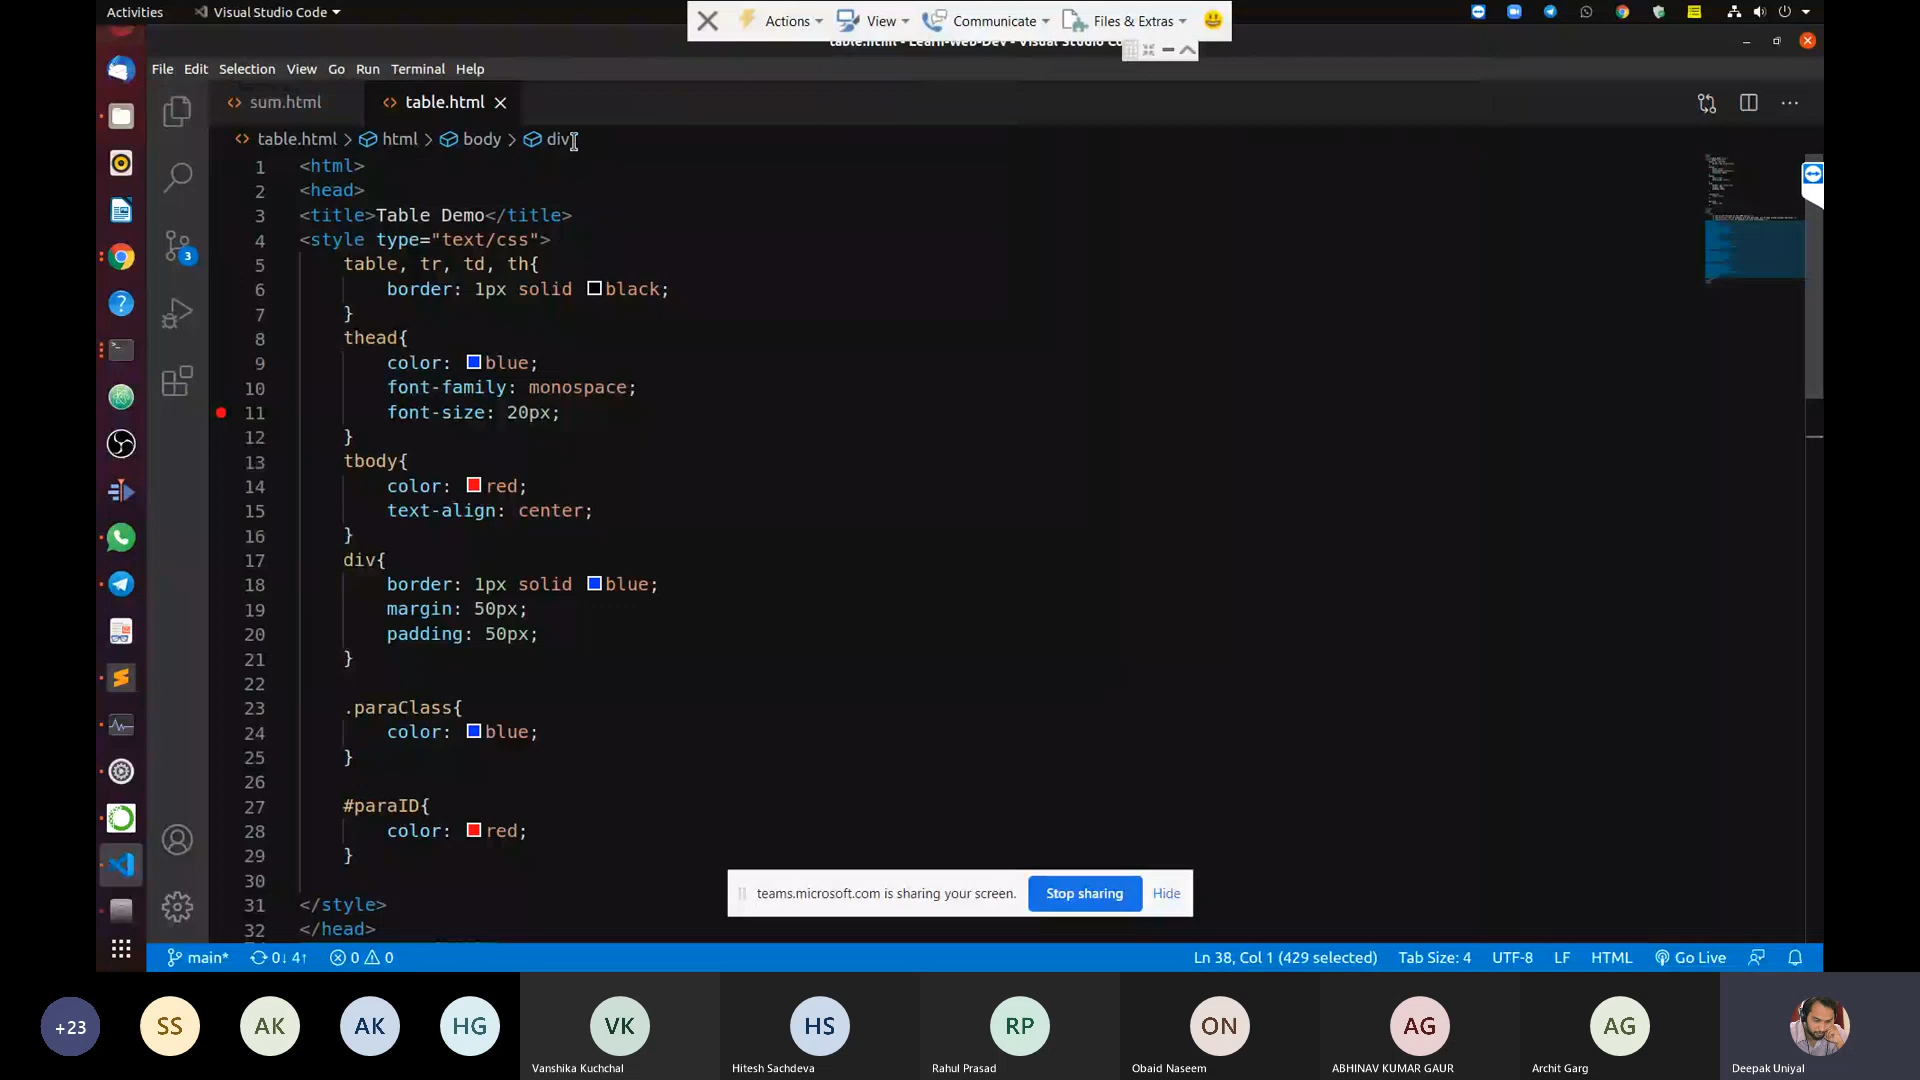 Activities
Visual Studio Code
Actions
View
Communicate
Files & Extras
table.html - Learn-Web-Dev - Visual Studio Co
File Edit Selection View Go Run Terminal Help
sum.html
table.html
table.html > html > body > div
1 <html>
2 <head>
3 <title>Table Demo</title>
4 <style type="text/css">
5 table, tr, td, th{
6 border: 1px solid black;
7 }
8 thead{
9 color: blue;
10 font-family: monospace;
11 font-size: 20px;
12 }
13 tbody{
14 color: red;
15 text-align: center;
16 }
17 div{
18 border: 1px solid blue;
19 margin: 50px;
20 padding: 50px;
21 }
22
23 .paraClass{
24 color: blue;
25 }
26
27 #paraID{
28 color: red;
29 }
30
31 </style>
32 </head>
3
teams.microsoft.com is sharing your screen.
Stop sharing
Hide
main* 0↓ 4↑ 0 0
Ln 38, Col 1 (429 selected) Tab Size: 4 UTF-8 LF HTML Go Live
+23
SS
AK
AK
HG
VK
HS
RP
ON
AG
AG
Vanshika Kuchchal
Hitesh Sachdeva
Rahul Prasad
Obaid Naseem
ABHINAV KUMAR GAUR
Archit Garg
Deepak Uniyal